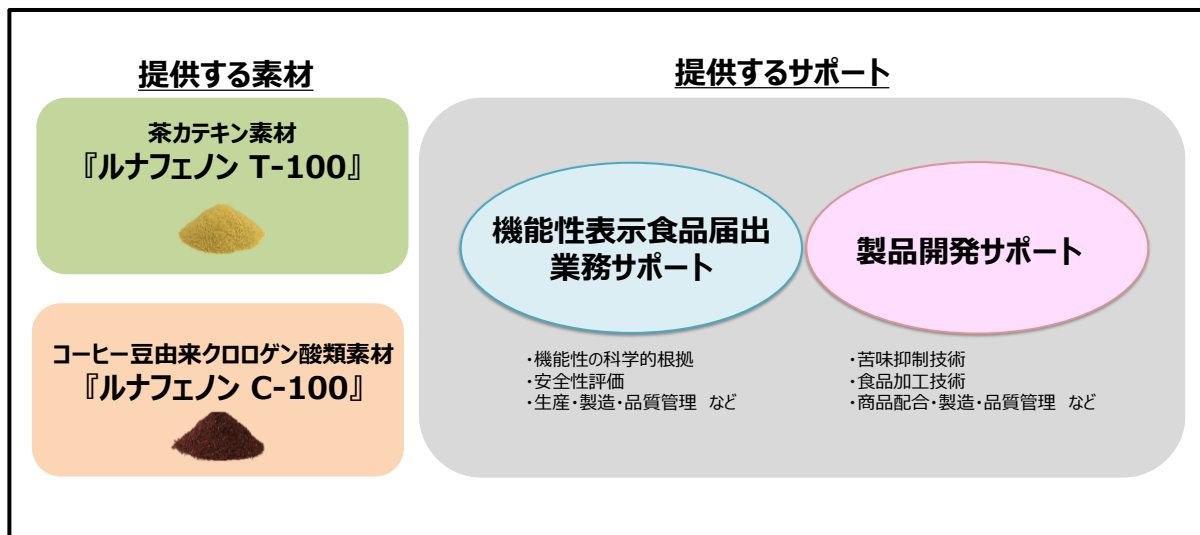 提供する素材
茶カテキン素材
『ルナフェノン T-100』
コーヒー豆由来クロロゲン酸類素材
『ルナフェノン C-100』
提供するサポート
機能性表示食品届出
業務サポート
・機能性の科学的根拠
・安全性評価
・生産・製造・品質管理 など
製品開発サポート
・苦味抑制技術
・食品加工技術
・商品配合・製造・品質管理 など